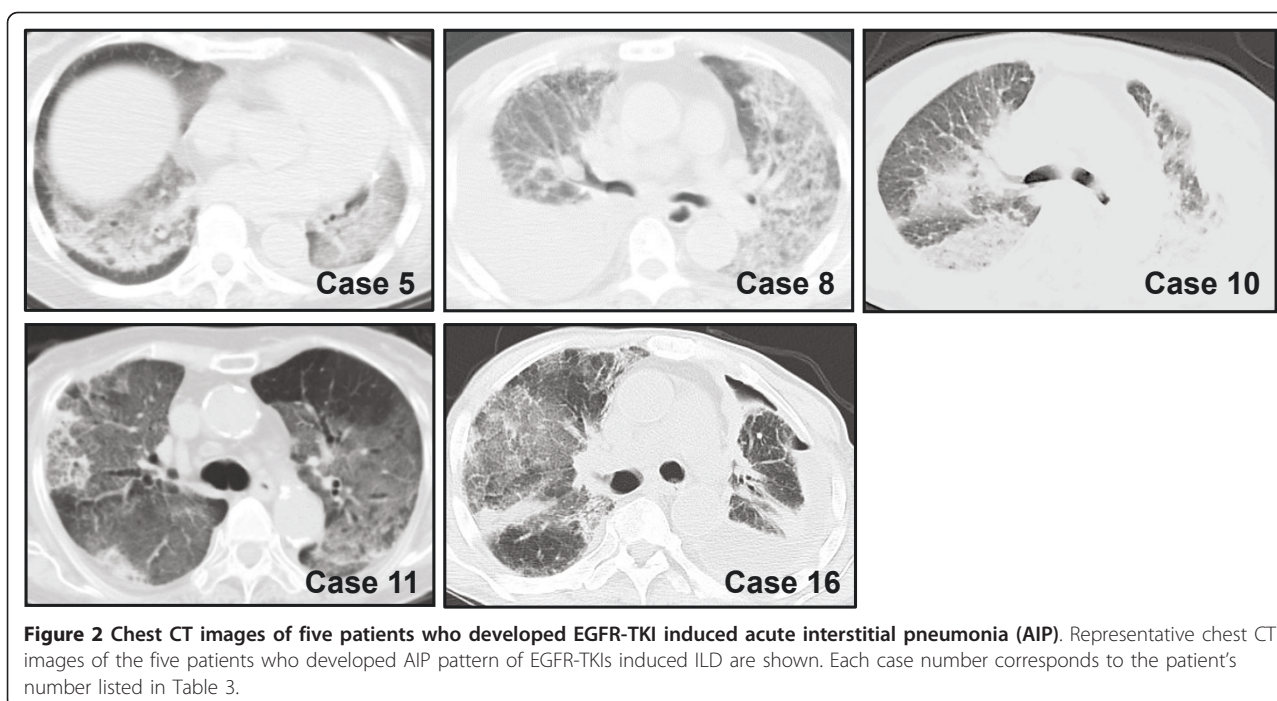 Case 5
Case 8
Case 10
Case 11
Case 16
Figure 2 Chest CT images of five patients who developed EGFR-TKI induced acute interstitial pneumonia (AIP). Representative chest CT
images of the five patients who developed AIP pattern of EGFR-TKIs induced ILD are shown. Each case number corresponds to the patient's
number listed in Table 3.